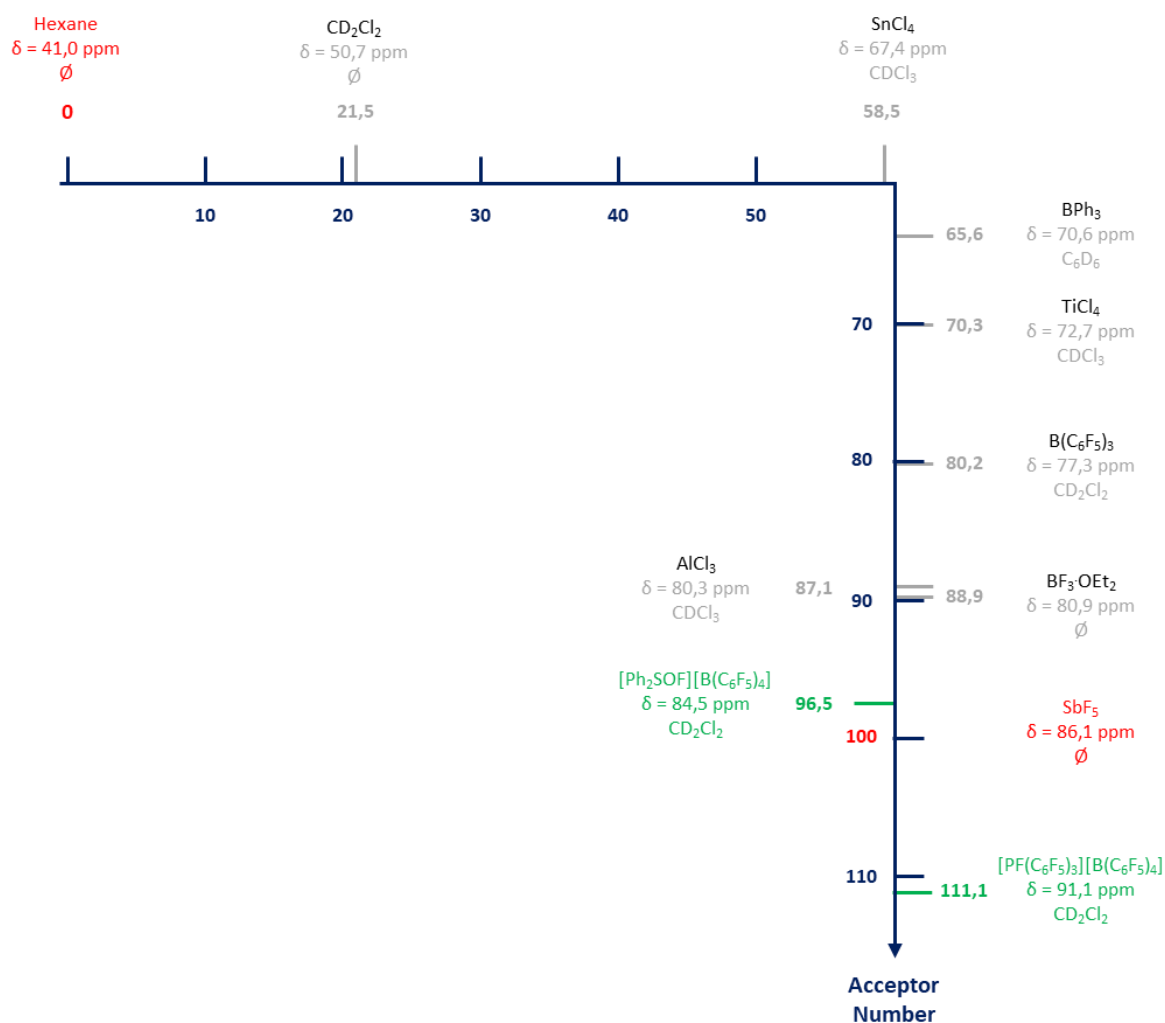 Hexane
δ = 41,0 ppm
Ø
0
CD₂Cl₂
δ = 50,7 ppm
Ø
21,5
SnCl₄
δ = 67,4 ppm
CDCl₃
58,5
10
20
30
40
50
BPh₃
65,6
δ = 70,6 ppm
C₆D₆
TiCl₄
70
70,3
δ = 72,7 ppm
CDCl₃
B(C₆F₅)₃
80
80,2
δ = 77,3 ppm
CD₂Cl₂
AlCl₃
δ = 80,3 ppm
87,1
CDCl₃
BF₃·OEt₂
90
88,9
δ = 80,9 ppm
Ø
[Ph₂SOF][B(C₆F₅)₄]
δ = 84,5 ppm
96,5
CD₂Cl₂
SbF₅
100
δ = 86,1 ppm
Ø
[PF(C₆F₅)₃][B(C₆F₅)₄]
110
111,1
δ = 91,1 ppm
CD₂Cl₂
Acceptor
Number